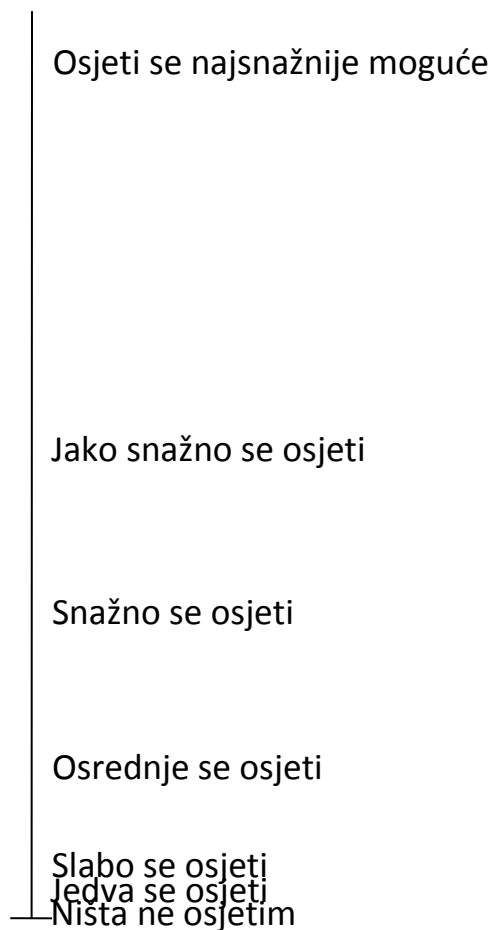 Osjeti se najsnažnije moguće
Jako snažno se osjeti
Snažno se osjeti
Osrednje se osjeti
Slabo se osjeti
Jedva se osjeti
Ništa ne osjetim